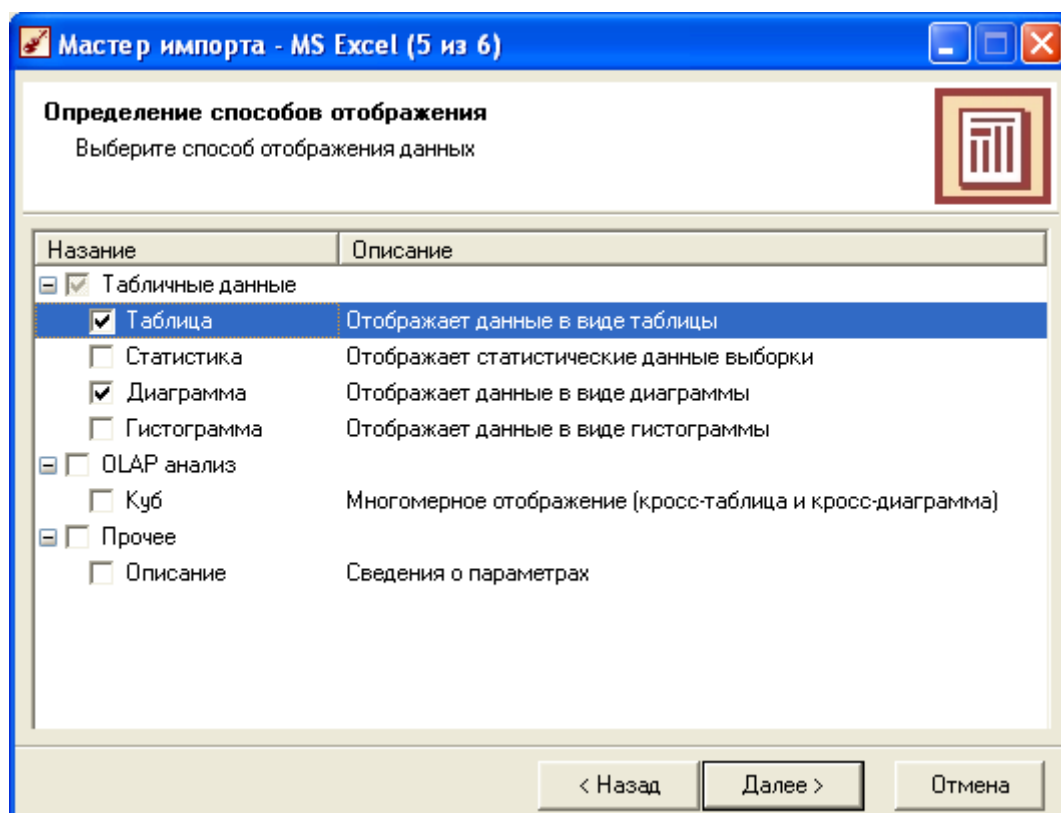 Мастер импорта - MS Excel (5 из 6)
Определение способов отображения
Выберите способ отображения данных
Назание Описание
Табличные данные
Таблица Отображает данные в виде таблицы
Статистика Отображает статистические данные выборки
Диаграмма Отображает данные в виде диаграммы
Гистограмма Отображает данные в виде гистограммы
OLAP анализ
Куб Многомерное отображение (кросс-таблица и кросс-диаграмма)
Прочее
Описание Сведения о параметрах
< Назад Далее > Отмена